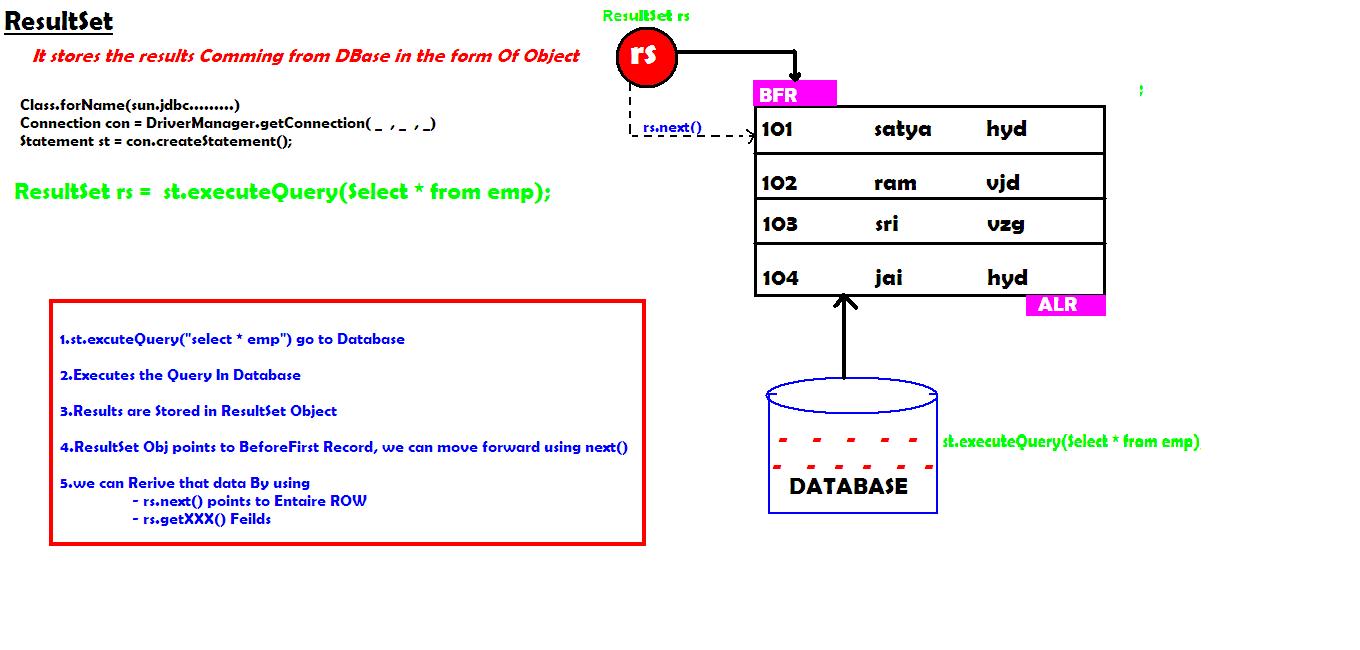 ResultSet
It stores the results Comming from DBase in the form Of Object
Class.forName(sun.jdbc.........)
Connection con = DriverManager.getConnection( _ , _ , _)
Statement st = con.createStatement();
ResultSet rs = st.executeQuery(Select * from emp);
ResultSet rs
rs
rs.next()
BFR
;
101 satya hyd
102 ram vjd
103 sri vzg
104 jai hyd
ALR
st.executeQuery(Select * from emp)
DATABASE
1.st.excuteQuery("select * emp") go to Database
2.Executes the Query In Database
3.Results are Stored in ResultSet Object
4.ResultSet Obj points to BeforeFirst Record, we can move forward using next()
5.we can Rerive that data By using
- rs.next() points to Entaire ROW
- rs.getXXX() Feilds